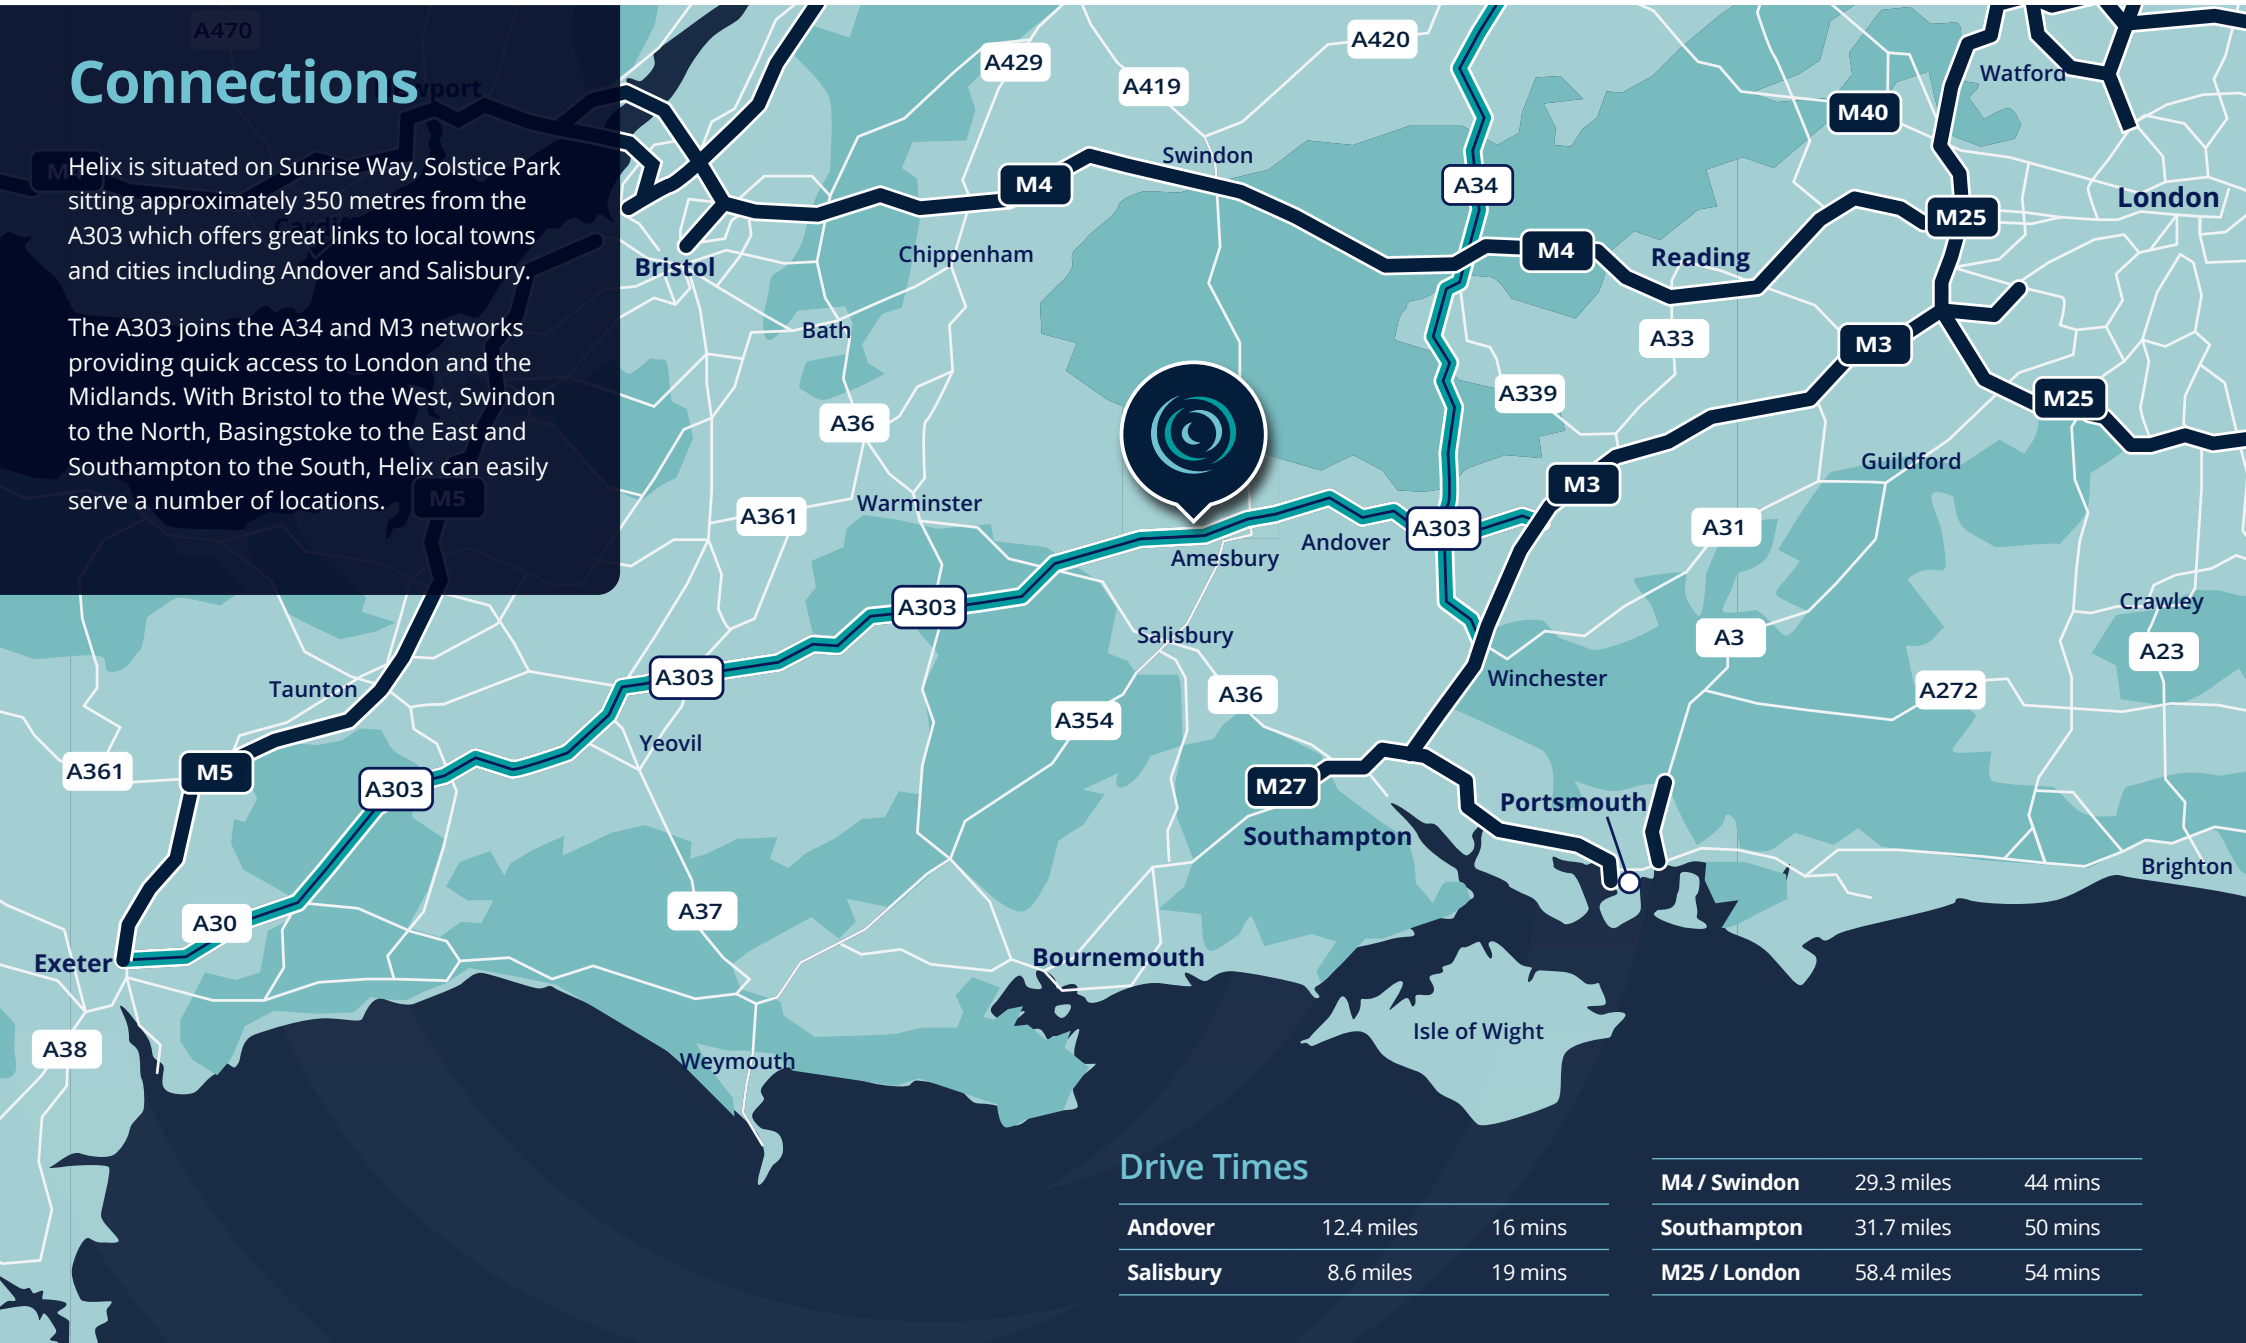 Connections
Helix is situated on Sunrise Way, Solstice Park
sitting approximately 350 metres from the
A303 which offers great links to local towns
and cities including Andover and Salisbury.
The A303 joins the A34 and M3 networks
providing quick access to London and the
Midlands. With Bristol to the West, Swindon
to the North, Basingstoke to the East and
Southampton to the South, Helix can easily
serve a number of locations.
A470
A420
A429
Watford
A419
M40
Swindon
M4
A34
London
M25
M4
Chippenham
Reading
Bristol
Bath
A33
M3
A339
M25
A36
Guildford
M3
M5
Warminster
A361
A31
A303
Andover
Amesbury
Crawley
A303
Salisbury
A3
A23
A303
Winchester
Taunton
A36
A272
A354
Yeovil
A361
M5
A303
M27
Portsmouth
Southampton
Brighton
A37
A30
Exeter
Bournemouth
Isle of Wight
A38
Weymouth
Drive Times
Andover 12.4 miles 16 mins
Salisbury 8.6 miles 19 mins
M4 / Swindon 29.3 miles 44 mins
Southampton 31.7 miles 50 mins
M25 / London 58.4 miles 54 mins